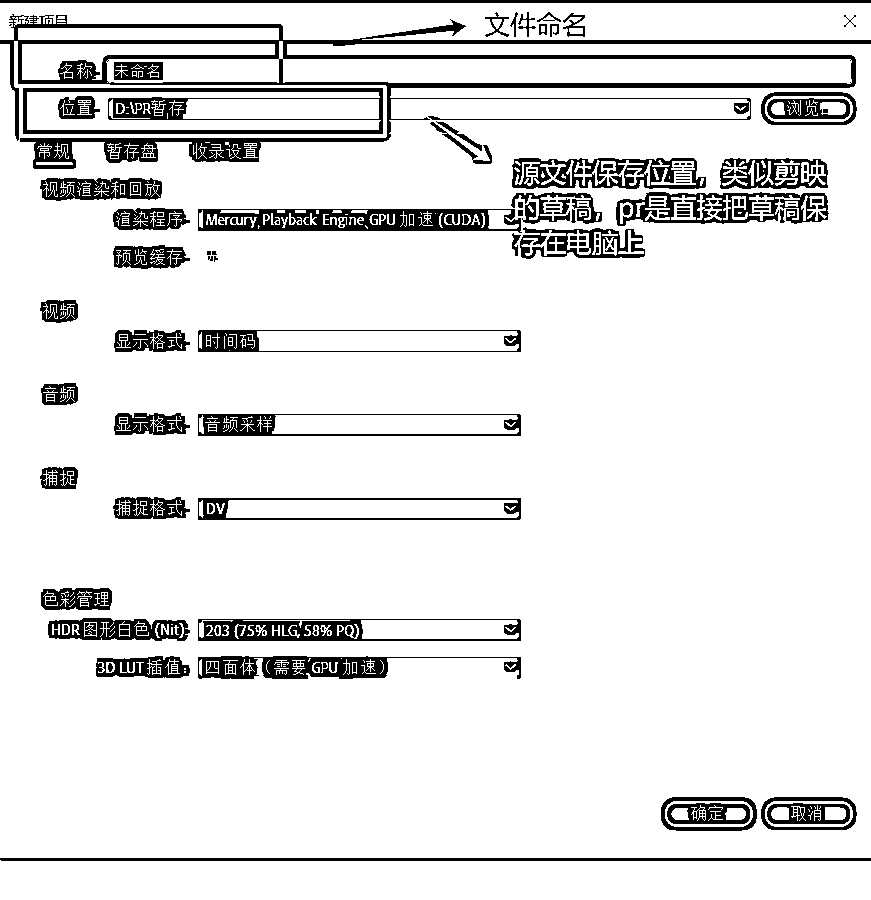 新建项目
文件命名
名称: 未命名
位置: D:\PR暂存
浏览...
常规 暂存盘 收录设置
源文件保存位置，类似剪映
的草稿，pr是直接把草稿保
存在电脑上
视频渲染和回放
渲染程序: Mercury Playback Engine GPU 加速 (CUDA)
预览缓存:
视频
显示格式: 时间码
音频
显示格式: 音频采样
捕捉
捕捉格式: DV
色彩管理
HDR 图形白色 (Nit): 203 (75% HLG, 58% PQ)
3D LUT 插值: 四面体（需要 GPU 加速）
确定 取消